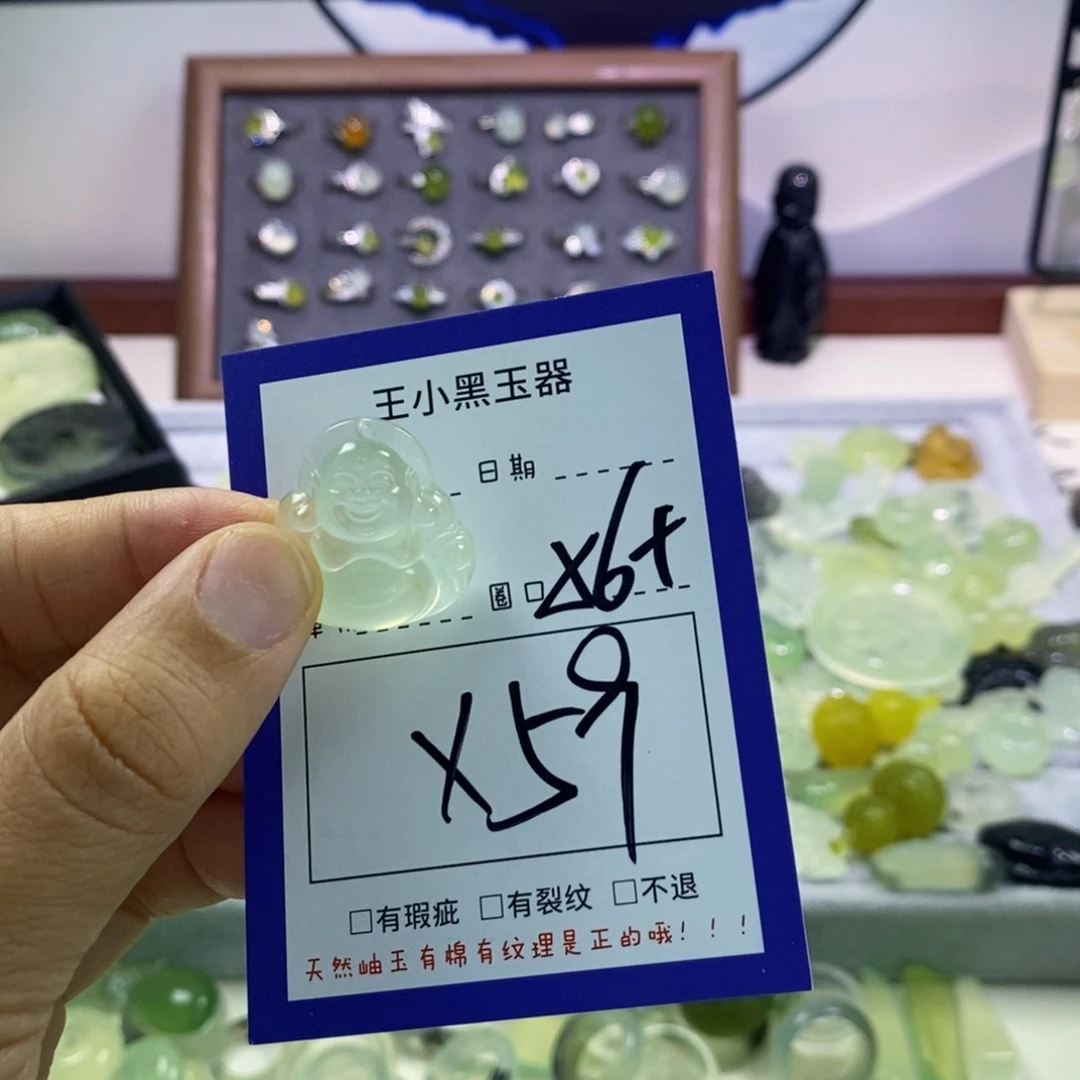 王小黑玉器
日期
圈 □ X6+
X59
□有瑕疵 □有裂纹 □不退
天然岫玉有棉有纹理是正的哦！！！